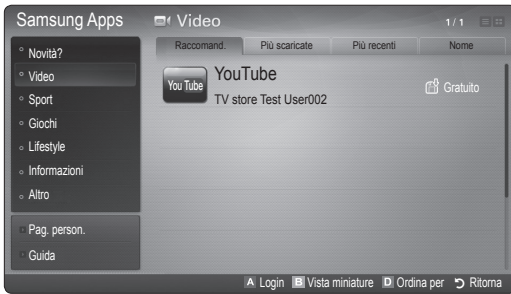 Samsung Apps
Video
1/1
Raccomand.
Più scaricate
Più recenti
Nome
Novità?
Video
Sport
Giochi
Lifestyle
Informazioni
Altro
Pag. person.
Guida
You Tube
YouTube
TV store Test User002
Gratuito
A Login B Vista miniature D Ordina per Ritorna